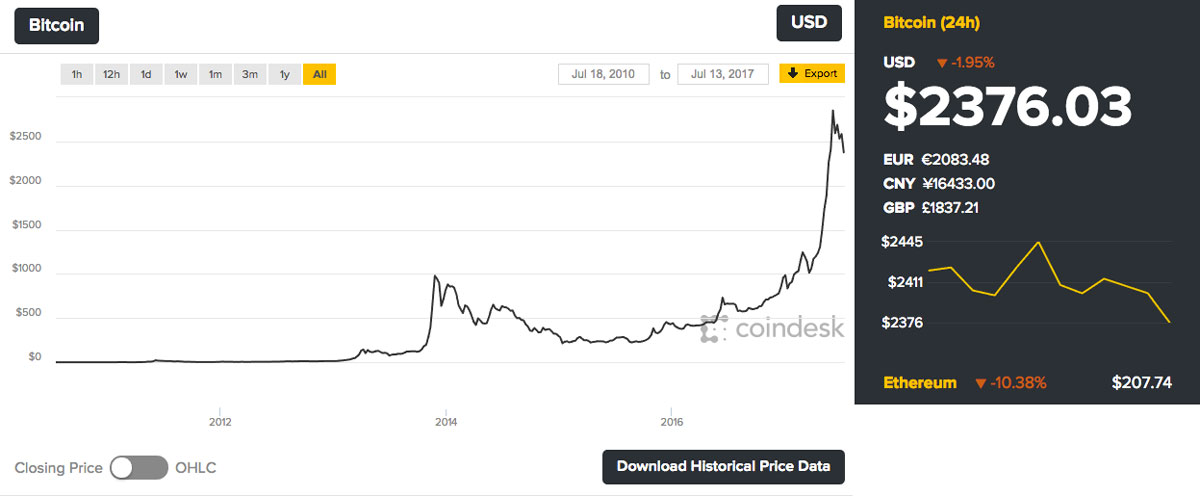 Bitcoin
USD
1h 12h 1d 1w 1m 3m 1y All
Jul 18, 2010 to Jul 13, 2017 Export
$2500
$2000
$1500
$1000
$500
$0
coindesk
2012 2014 2016
Closing Price OHLC
Download Historical Price Data
Bitcoin (24h)
USD ▼ -1.95%
$2376.03
EUR €2083.48
CNY ¥16433.00
GBP £1837.21
$2445
$2411
$2376
Ethereum ▼ -10.38% $207.74